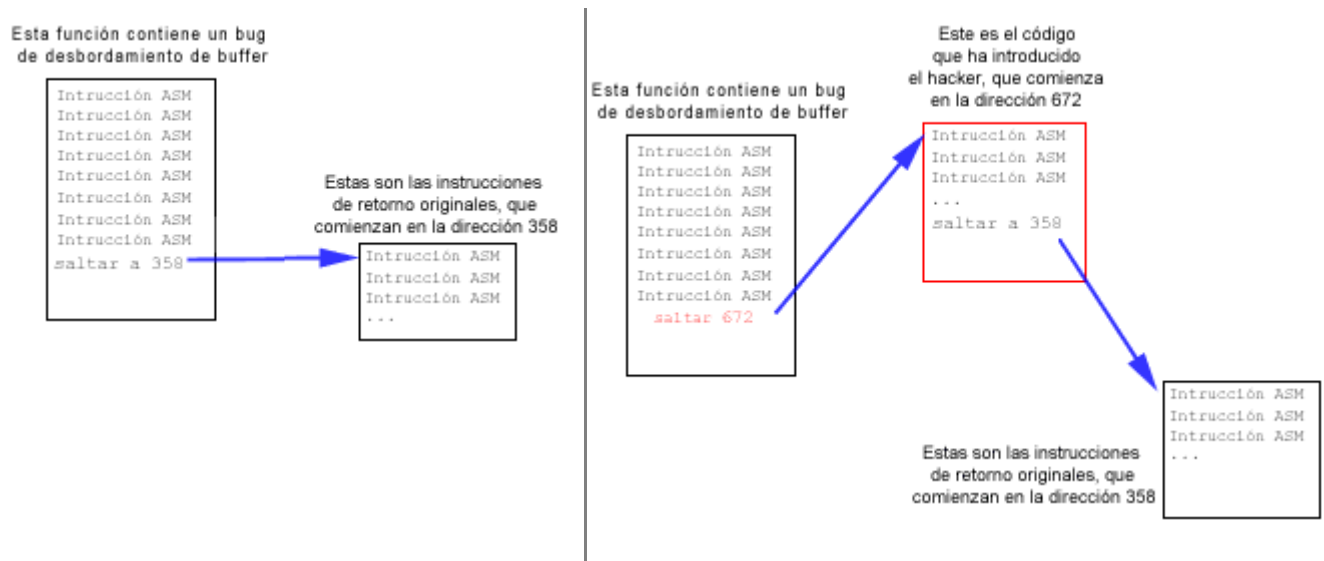 Esta función contiene un bug
de desbordamiento de buffer
Intrucción ASM
Intrucción ASM
Intrucción ASM
Intrucción ASM
Intrucción ASM
Intrucción ASM
Intrucción ASM
Intrucción ASM
saltar a 358
Estas son las instrucciones
de retorno originales, que
comienzan en la dirección 358
Intrucción ASM
Intrucción ASM
Intrucción ASM
...
Esta función contiene un bug
de desbordamiento de buffer
Intrucción ASM
Intrucción ASM
Intrucción ASM
Intrucción ASM
Intrucción ASM
Intrucción ASM
Intrucción ASM
Intrucción ASM
saltar 672
Este es el código
que ha introducido
el hacker, que comienza
en la dirección 672
Intrucción ASM
Intrucción ASM
Intrucción ASM
...
saltar a 358
Estas son las instrucciones
de retorno originales, que
comienzan en la dirección 358
Intrucción ASM
Intrucción ASM
Intrucción ASM
...